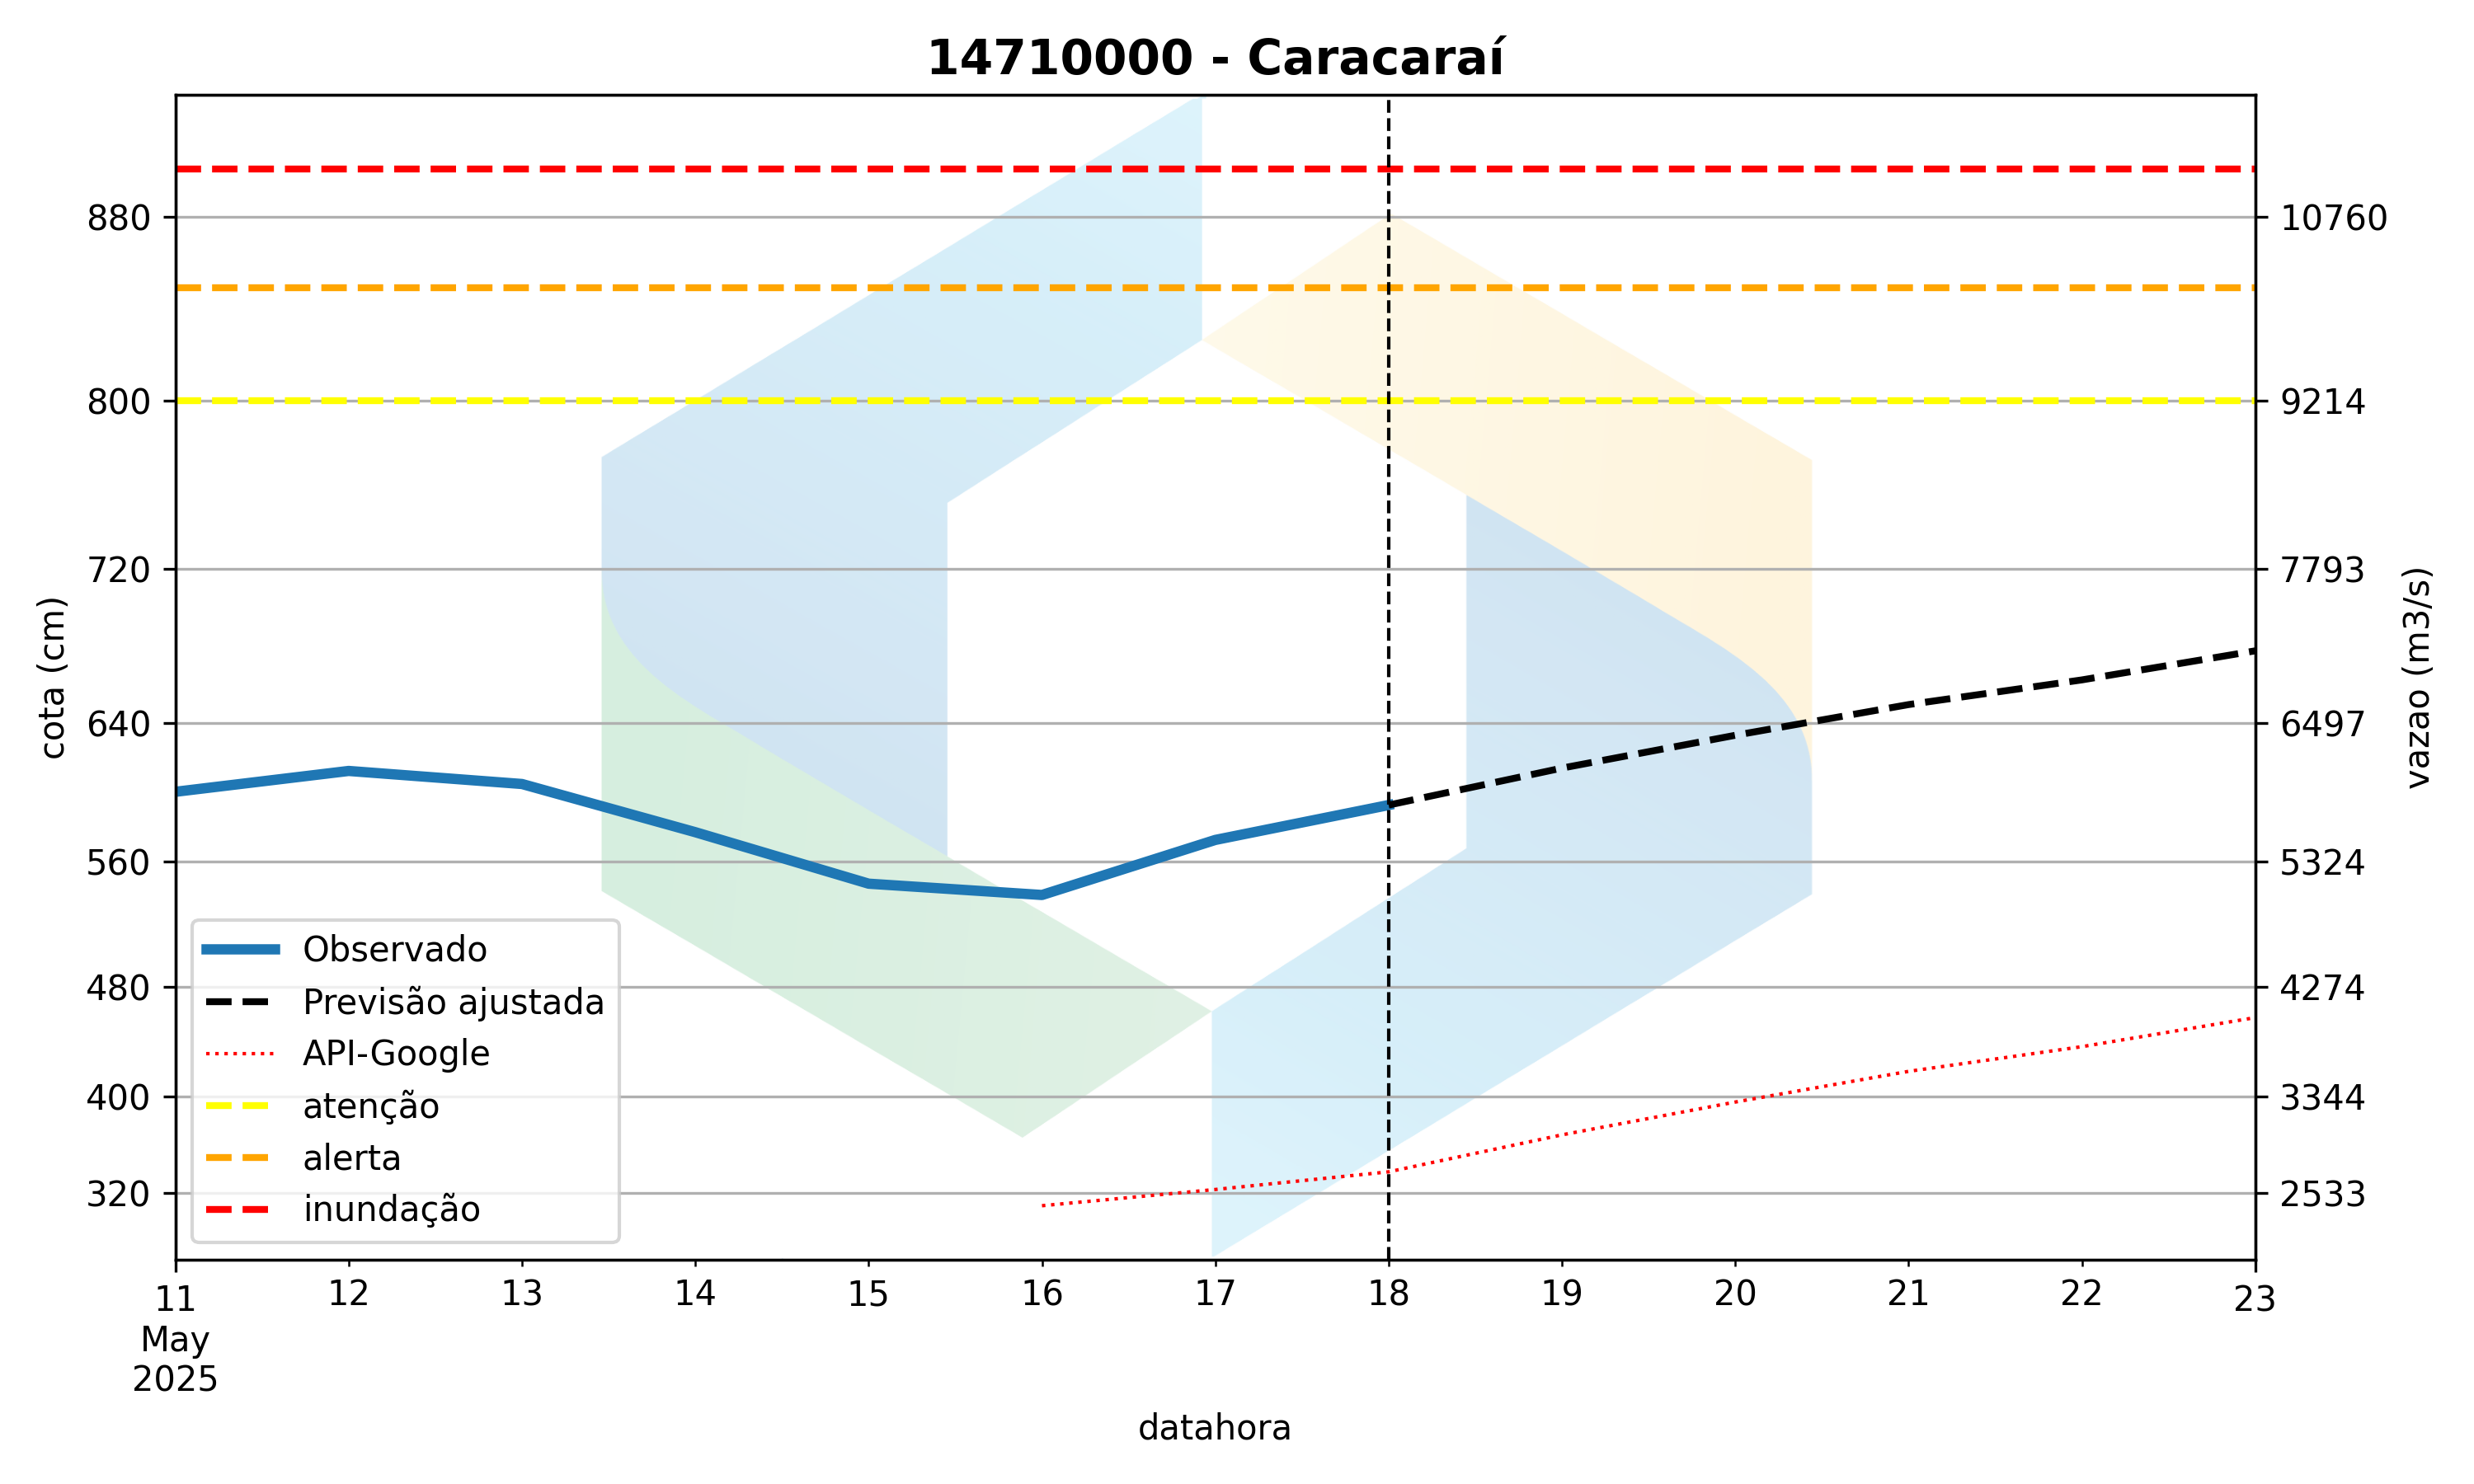 14710000 - Caracaraí
880
800
720
640
560
480
400
320
cota (cm)
10760
9214
7793
6497
5324
4274
3344
2533
vazao (m3/s)
Observado
Previsão ajustada
API-Google
atenção
alerta
inundação
11 12 13 14 15 16 17 18 19 20 21 22 23
May
2025
datahora